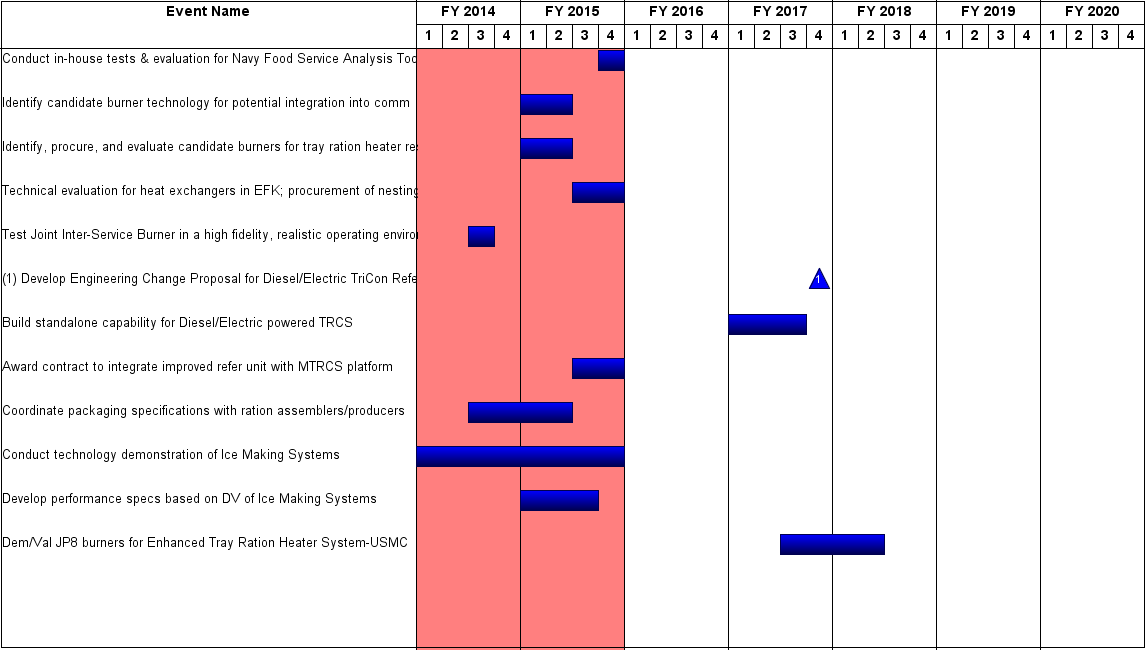 Event Name FY 2014 FY 2015 FY 2016 FY 2017 FY 2018 FY 2019 FY 2020
1 2 3 4 1 2 3 4 1 2 3 4 1 2 3 4 1 2 3 4 1 2 3 4 1 2 3 4
Conduct in-house tests & evaluation for Navy Food Service Analysis Too
Identify candidate burner technology for potential integration into comm
Identify, procure, and evaluate candidate burners for tray ration heater re
Technical evaluation for heat exchangers in EFK; procurement of nesting
Test Joint Inter-Service Burner in a high fidelity, realistic operating enviro
(1) Develop Engineering Change Proposal for Diesel/Electric TriCon Refe
1
Build standalone capability for Diesel/Electric powered TRCS
Award contract to integrate improved refer unit with MTRCS platform
Coordinate packaging specifications with ration assemblers/producers
Conduct technology demonstration of Ice Making Systems
Develop performance specs based on DV of Ice Making Systems
Dem/Val JP8 burners for Enhanced Tray Ration Heater System-USMC